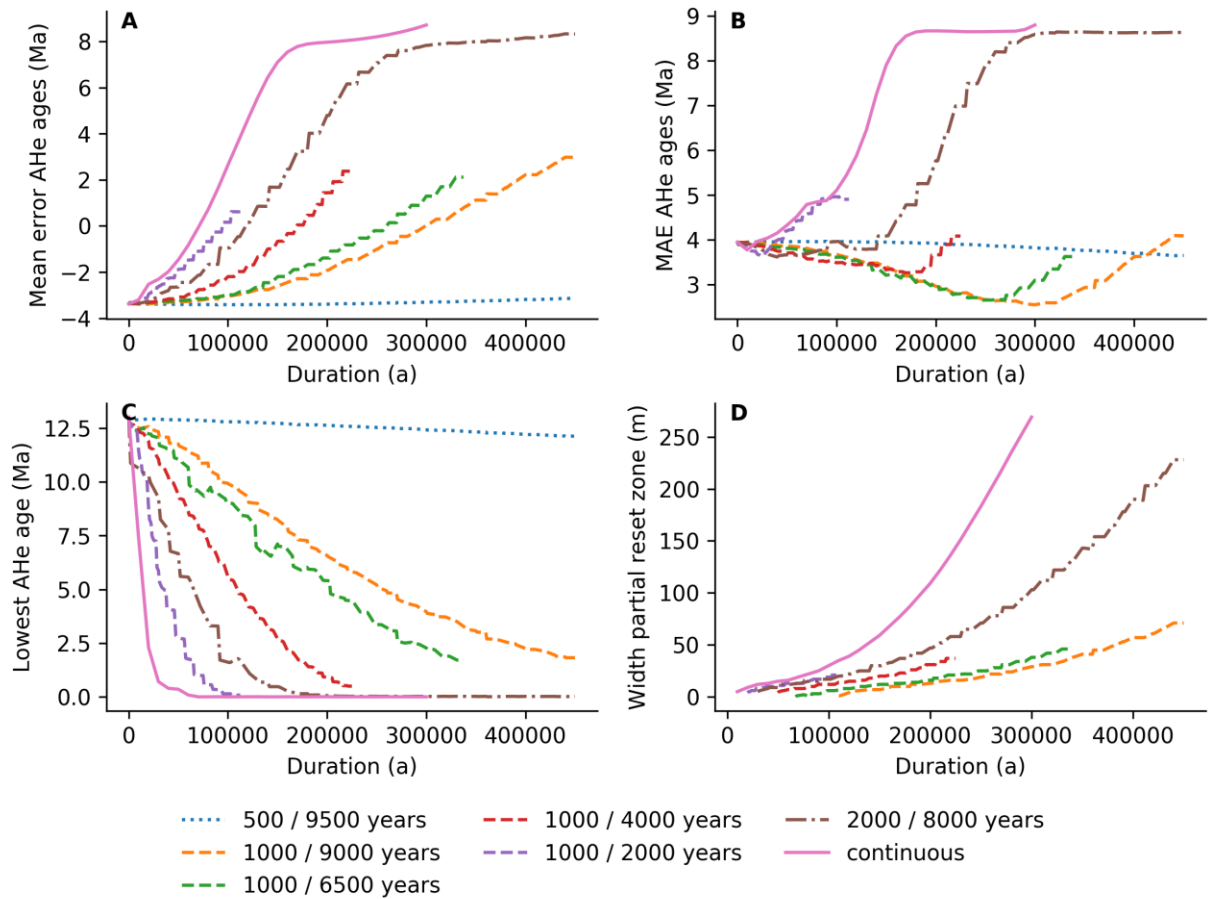 A
B
Mean error AHe ages (Ma)
8
6
4
2
0
−2
−4
0 100000 200000 300000 400000
Duration (a)
MAE AHe ages (Ma)
9
8
7
6
5
4
3
0 100000 200000 300000 400000
Duration (a)
C
D
Lowest AHe age (Ma)
12.5
10.0
7.5
5.0
2.5
0.0
0 100000 200000 300000 400000
Duration (a)
Width partial reset zone (m)
250
200
150
100
50
0
0 100000 200000 300000 400000
Duration (a)
500 / 9500 years
1000 / 9000 years
1000 / 6500 years
1000 / 4000 years
1000 / 2000 years
2000 / 8000 years
continuous